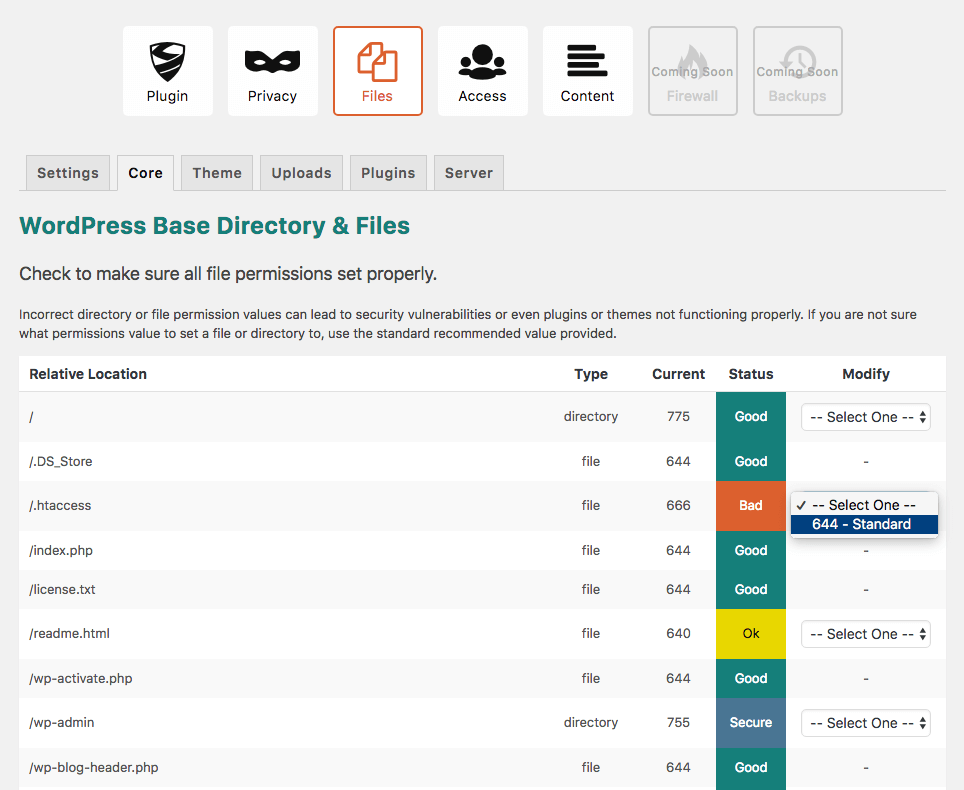 Plugin Privacy Files Access Content Coming Soon Firewall Coming Soon Backups
Settings Core Theme Uploads Plugins Server
WordPress Base Directory & Files
Check to make sure all file permissions set properly.
Incorrect directory or file permission values can lead to security vulnerabilities or even plugins or themes not functioning properly. If you are not sure
what permissions value to set a file or directory to, use the standard recommended value provided.
Relative Location Type Current Status Modify
/ directory 775 Good -- Select One --
/.DS_Store file 644 Good -
/.htaccess file 666 Bad ✓ -- Select One --
644 - Standard
/index.php file 644 Good -
/license.txt file 644 Good -
/readme.html file 640 Ok -- Select One --
/wp-activate.php file 644 Good -
/wp-admin directory 755 Secure -- Select One --
/wp-blog-header.php file 644 Good -